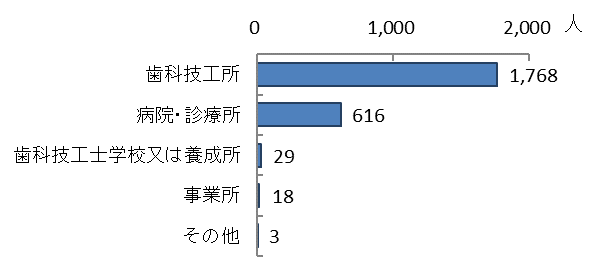 0 1,000 2,000 人
歯科技工所 1,768
病院・診療所 616
歯科技工士学校又は養成所 29
事業所 18
その他 3